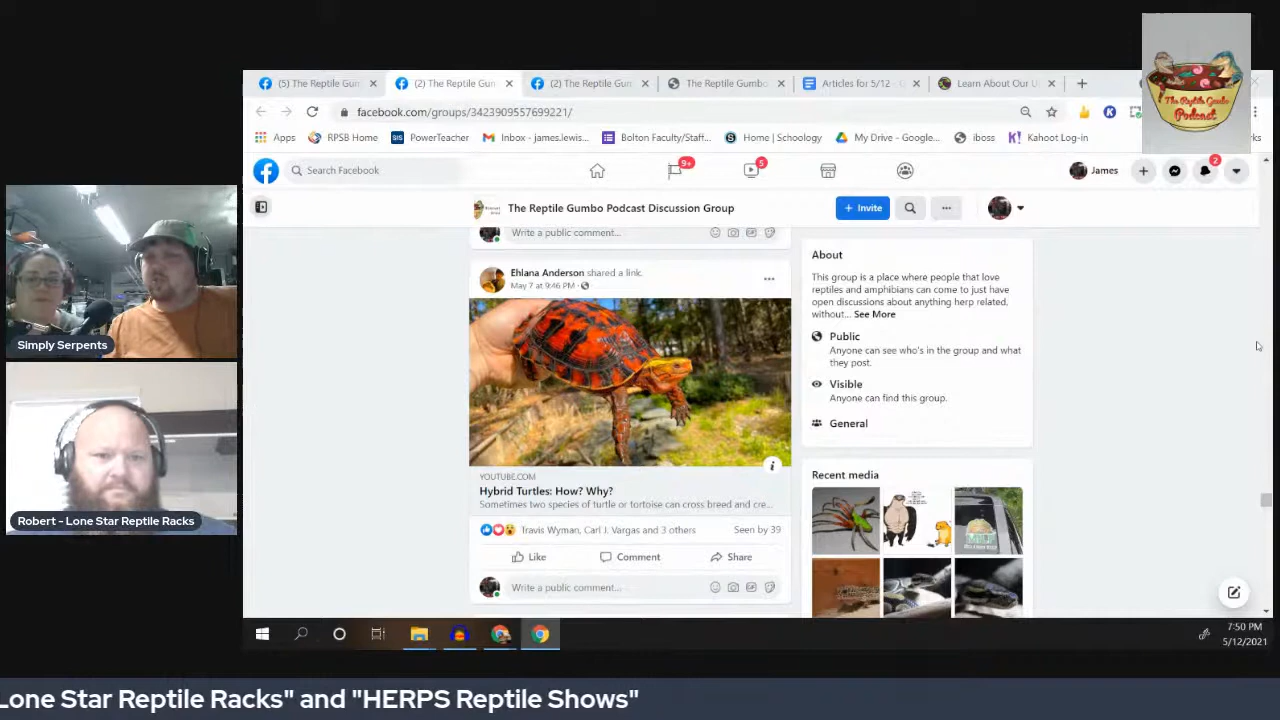 The Reptile Gumbo
Podcast
(5) The Reptile Gum
(2) The Reptile Gun
(2) The Reptile Gum
The Reptile Gumbo
Articles for 5/12 - G
Learn About Our U
facebook.com/groups/3423909557699221/
Apps
RPSB Home
SIS
PowerTeacher
Inbox - james.lewis...
Bolton Faculty/Staff...
Home | Schoology
My Drive - Google...
iboss
Kahoot Log-in
Search Facebook
9+
5
James
2
The Reptile Gumbo Podcast Discussion Group
+ Invite
Write a public comment...
Ehlana Anderson shared a link.
May 7 at 9:46 PM
YOUTUBE.COM
Hybrid Turtles: How? Why?
Sometimes two species of turtle or tortoise can cross breed and cre...
Travis Wyman, Carl J. Vargas and 3 others
Seen by 39
Like
Comment
Share
Write a public comment...
About
This group is a place where people that love
reptiles and amphibians can come to just have
open discussions about anything herp related,
without... See More
Public
Anyone can see who's in the group and what
they post.
Visible
Anyone can find this group.
General
Recent media
Simply Serpents
Robert - Lone Star Reptile Racks
7:50 PM
5/12/2021
Lone Star Reptile Racks" and "HERPS Reptile Shows"